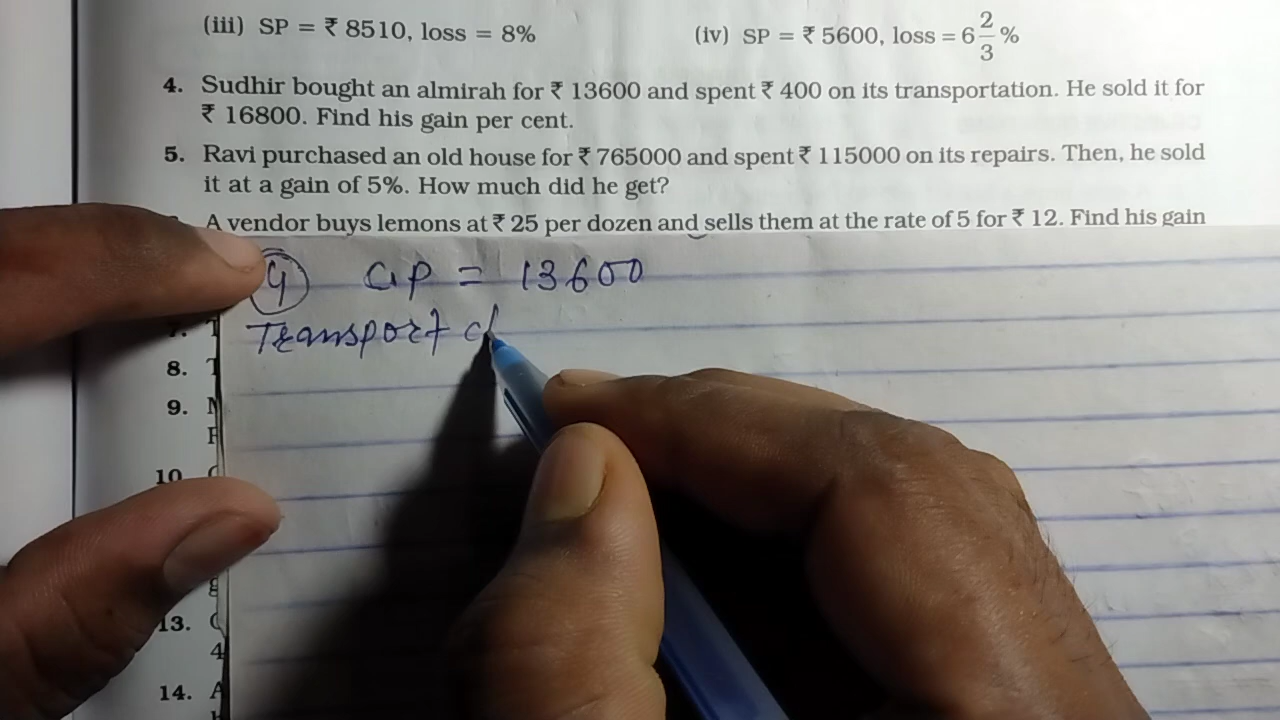 (iii) SP = ₹ 8510, loss = 8% (iv) SP = ₹ 5600, loss = 6 2/3 %
4. Sudhir bought an almirah for ₹ 13600 and spent ₹ 400 on its transportation. He sold it for
₹ 16800. Find his gain per cent.
5. Ravi purchased an old house for ₹ 765000 and spent ₹ 115000 on its repairs. Then, he sold
it at a gain of 5%. How much did he get?
A vendor buys lemons at ₹ 25 per dozen and sells them at the rate of 5 for ₹ 12. Find his gain
4 CP = 13600
Transport
7.
8.
9.
10
13.
4
14. A